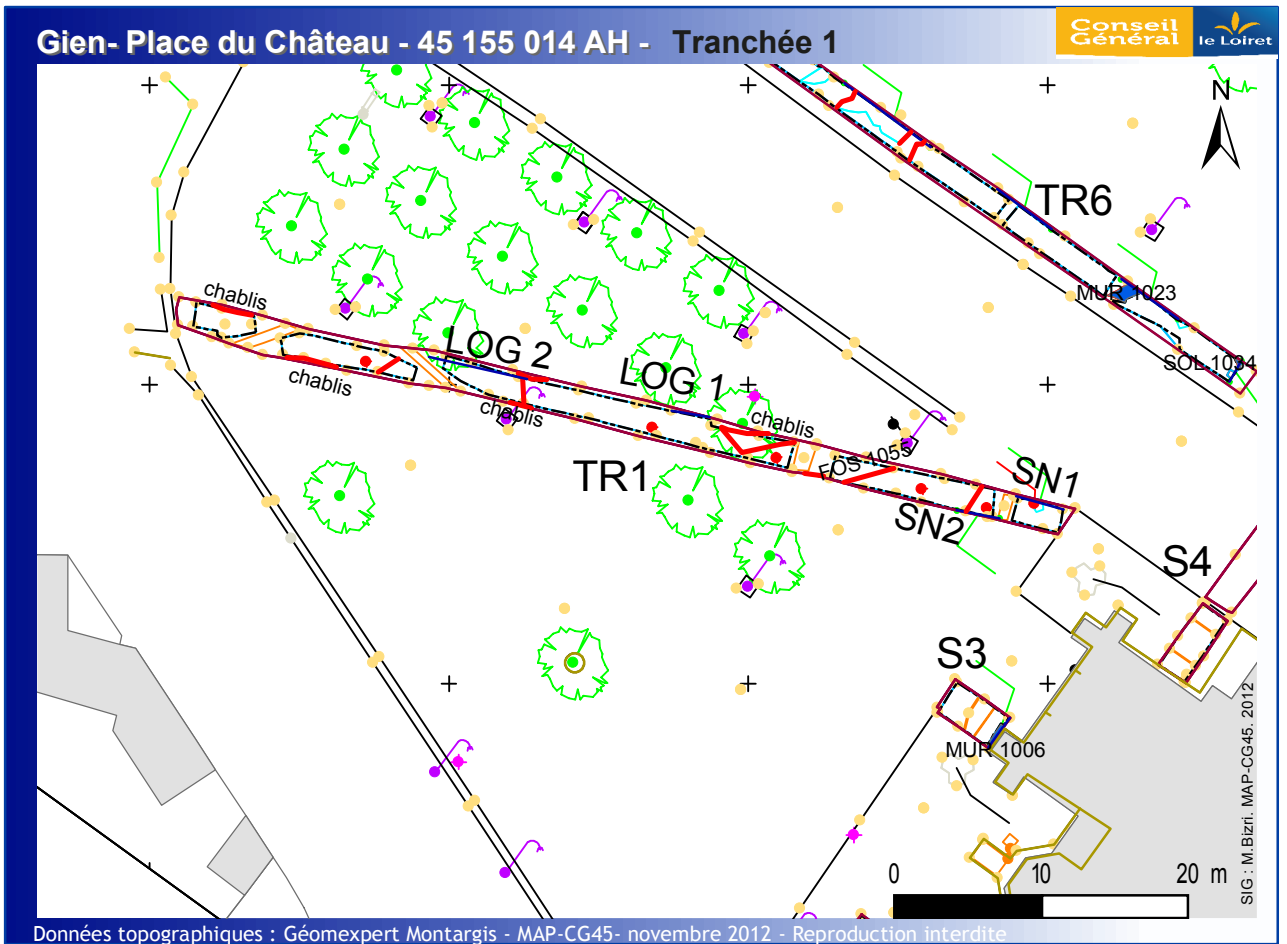 Gien- Place du Château - 45 155 014 AH - Tranchée 1
Conseil
Général
le Loiret
N
TR6
chablis
MUR 1023
LOG 2
SOL 1034
LOG 1
chablis
chablis
chablis
FOS 1055
TR1
SN1
SN2
S4
S3
MUR 1006
0 10 20 m
SIG : M.Bizri. MAP-CG45. 2012
Données topographiques : Géomexpert Montargis - MAP-CG45- novembre 2012 - Reproduction interdite